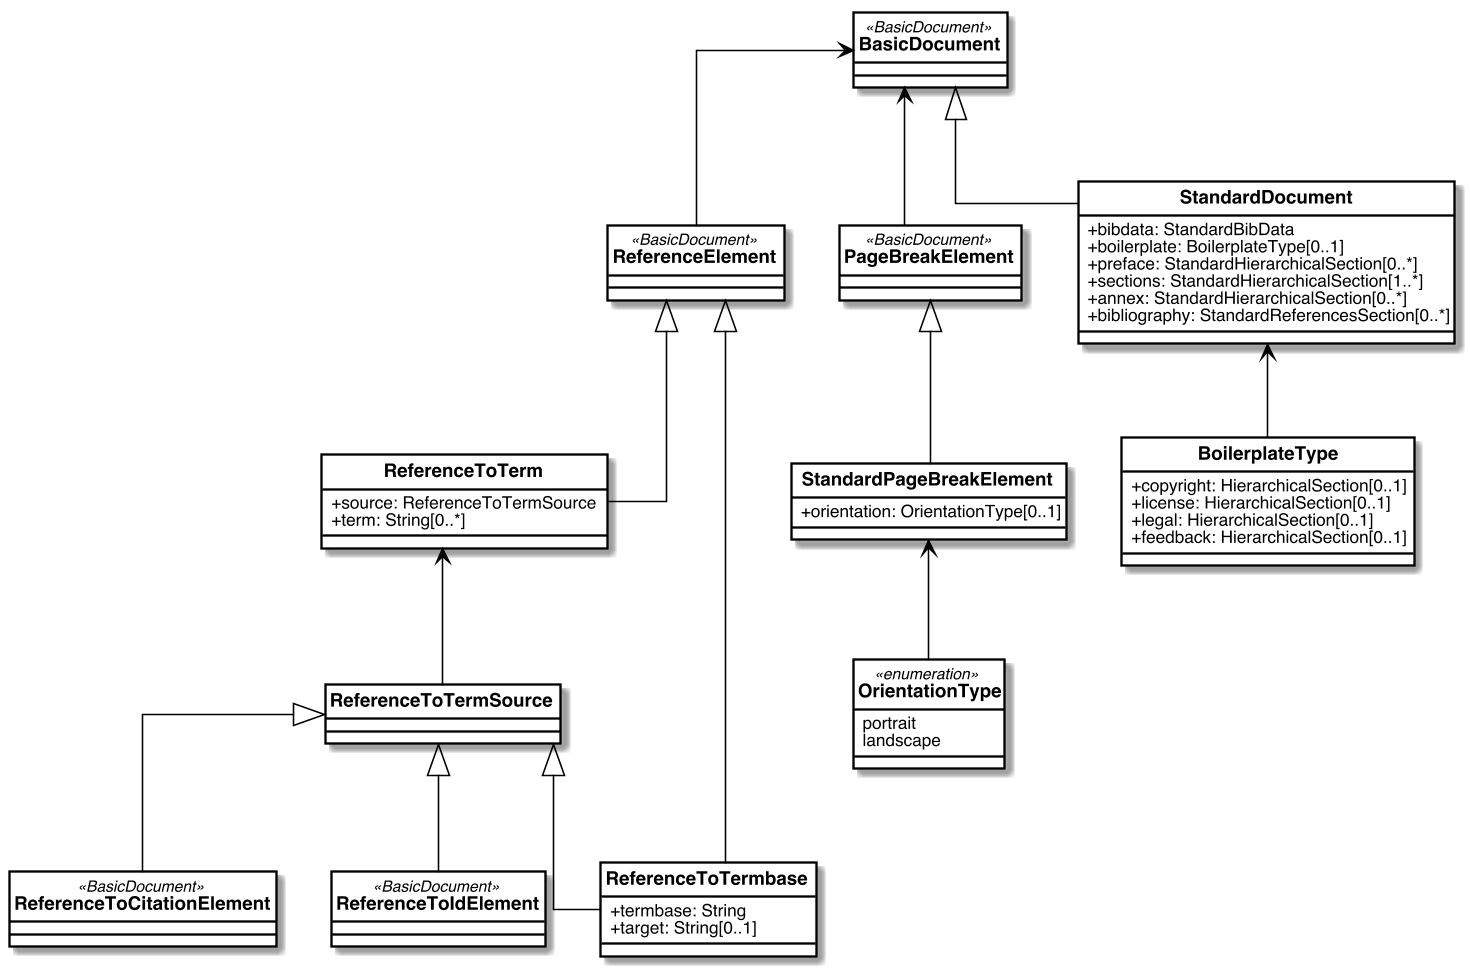 «BasicDocument»
BasicDocument
StandardDocument
+bibdata: StandardBibData
+boilerplate: BoilerplateType[0..1]
+preface: StandardHierarchicalSection[0..*]
+sections: StandardHierarchicalSection[1..*]
+annex: StandardHierarchicalSection[0..*]
+bibliography: StandardReferencesSection[0..*]
«BasicDocument»
ReferenceElement
«BasicDocument»
PageBreakElement
ReferenceToTerm
+source: ReferenceToTermSource
+term: String[0..*]
StandardPageBreakElement
+orientation: OrientationType[0..1]
BoilerplateType
+copyright: HierarchicalSection[0..1]
+license: HierarchicalSection[0..1]
+legal: HierarchicalSection[0..1]
+feedback: HierarchicalSection[0..1]
ReferenceToTermSource
«enumeration»
OrientationType
portrait
landscape
«BasicDocument»
ReferenceToCitationElement
«BasicDocument»
ReferenceToIdElement
ReferenceToTermbase
+termbase: String
+target: String[0..1]